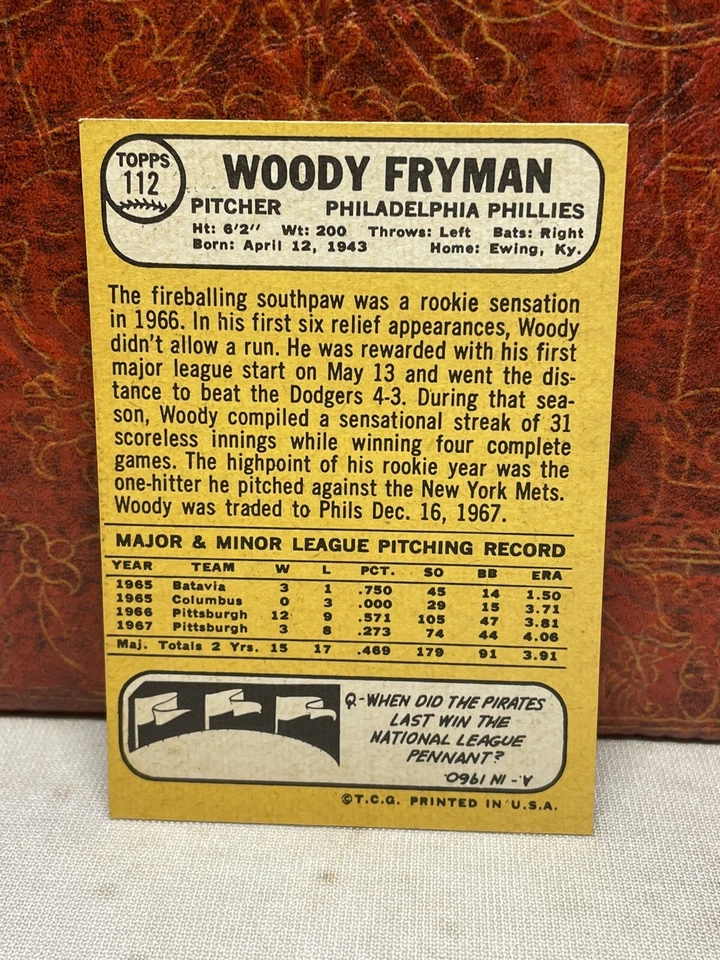 TOPPS
112
WOODY FRYMAN
PITCHER PHILADELPHIA PHILLIES
Ht: 6'2" Wt: 200 Throws: Left Bats: Right
Born: April 12, 1943 Home: Ewing, Ky.
The fireballing southpaw was a rookie sensation
in 1966. In his first six relief appearances, Woody
didn't allow a run. He was rewarded with his first
major league start on May 13 and went the dis-
tance to beat the Dodgers 4-3. During that sea-
son, Woody compiled a sensational streak of 31
scoreless innings while winning four complete
games. The highpoint of his rookie year was the
one-hitter he pitched against the New York Mets.
Woody was traded to Phils Dec. 16, 1967.
MAJOR & MINOR LEAGUE PITCHING RECORD
YEAR TEAM W L PCT. SO BB ERA
1965 Batavia 3 1 .750 45 14 1.50
1965 Columbus 0 3 .000 29 15 3.71
1966 Pittsburgh 12 9 .571 105 47 3.81
1967 Pittsburgh 3 8 .273 74 44 4.06
Maj. Totals 2 Yrs. 15 17 .469 179 91 3.91
Q-WHEN DID THE PIRATES
LAST WIN THE
NATIONAL LEAGUE
PENNANT?
A.- IN 1960.
©T.C.G. PRINTED IN U.S.A.